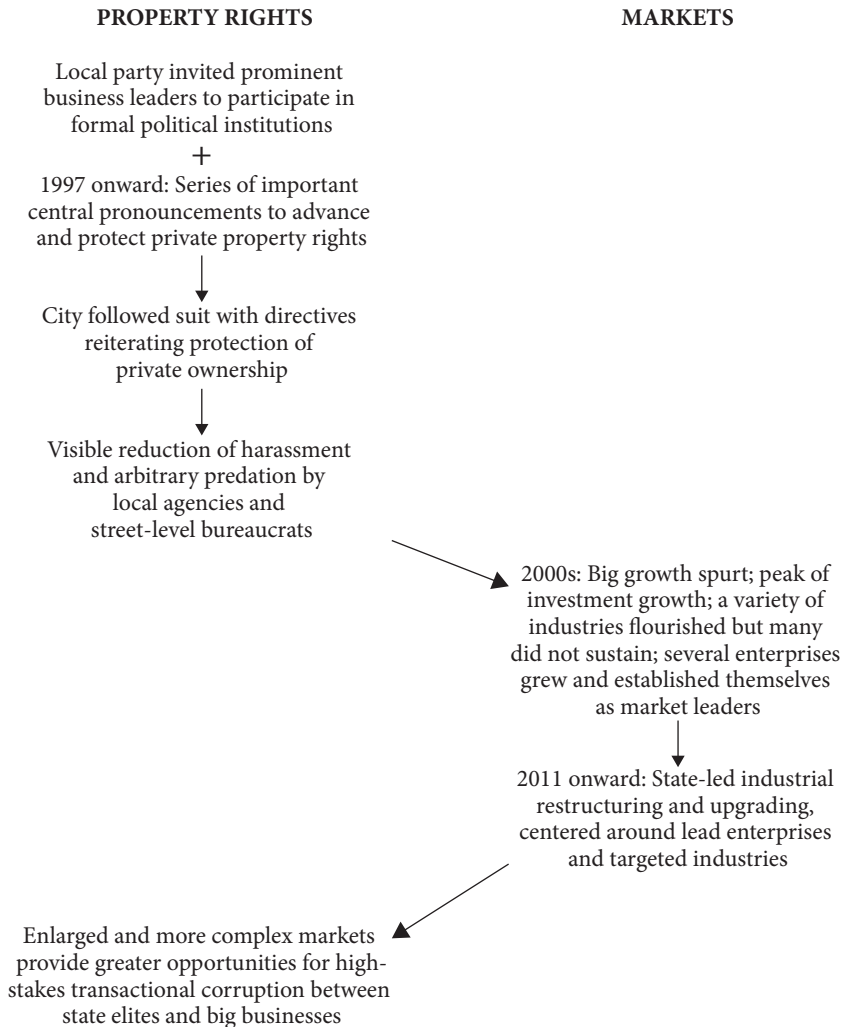 PROPERTY RIGHTS
MARKETS
Local party invited prominent
business leaders to participate in
formal political institutions
+
1997 onward: Series of important
central pronouncements to advance
and protect private property rights
City followed suit with directives
reiterating protection of
private ownership
Visible reduction of harassment
and arbitrary predation by
local agencies and
street-level bureaucrats
2000s: Big growth spurt; peak of
investment growth; a variety of
industries flourished but many
did not sustain; several enterprises
grew and established themselves
as market leaders
2011 onward: State-led industrial
restructuring and upgrading,
centered around lead enterprises
and targeted industries
Enlarged and more complex markets
provide greater opportunities for high-
stakes transactional corruption between
state elites and big businesses